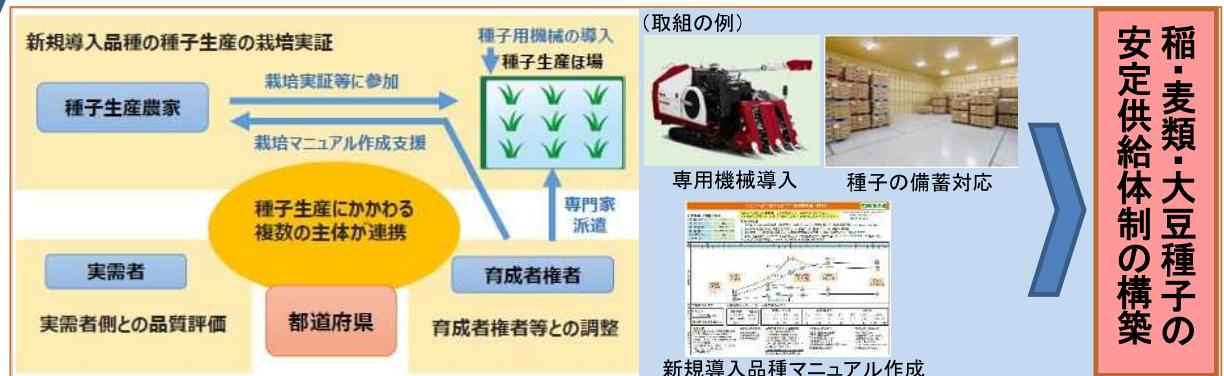 新規導入品種の種子生産の栽培実証
種子用機械の導入
種子生産ほ場
種子生産農家
栽培実証等に参加
栽培マニュアル作成支援
専門家
派遣
種子生産にかかわる
複数の主体が連携
実需者
実需者側との品質評価
都道府県
育成者権者
育成者権者等との調整
(取組の例)
専用機械導入
種子の備蓄対応
新規導入品種マニュアル作成
稲・麦類・大豆種子の
安定供給体制の構築